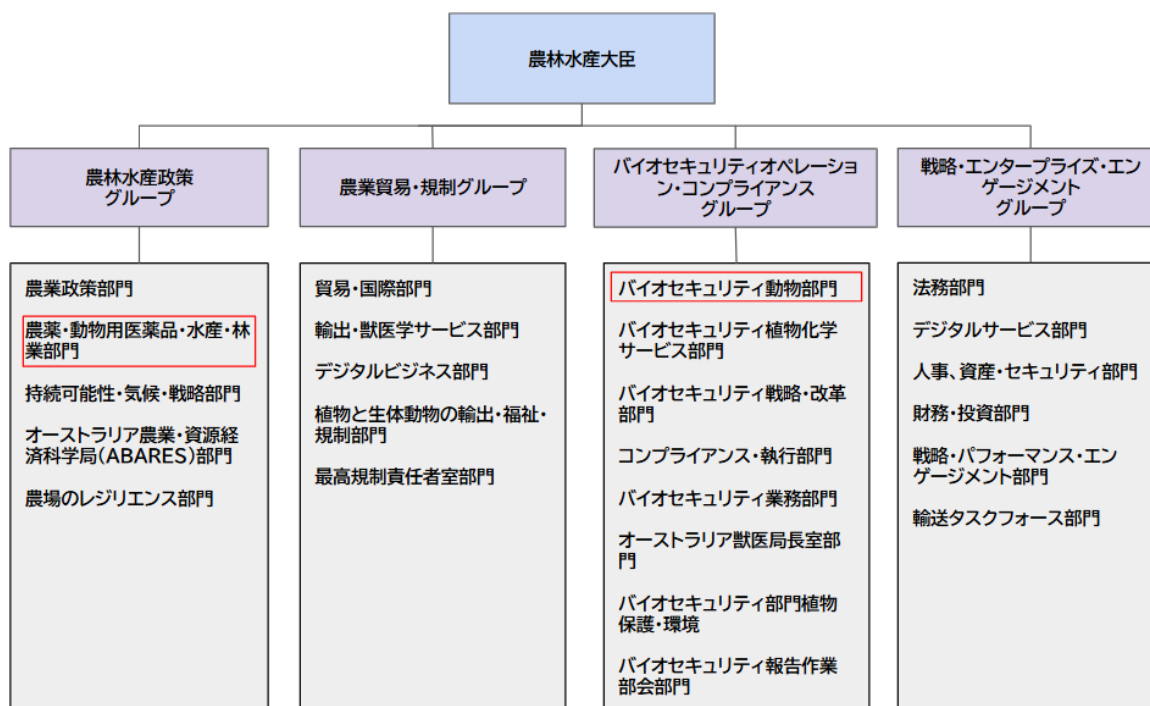 農林水産大臣
農林水産政策
グループ
農業貿易・規制グループ
バイオセキュリティオペレーショ
ン・コンプライアンス
グループ
戦略・エンタープライズ・エン
ゲージメント
グループ
農業政策部門
農薬・動物用医薬品・水産・林
業部門
持続可能性・気候・戦略部門
オーストラリア農業・資源経
済科学局(ABARES)部門
農場のレジリエンス部門
貿易・国際部門
輸出・獣医学サービス部門
デジタルビジネス部門
植物と生体動物の輸出・福祉・
規制部門
最高規制責任者室部門
バイオセキュリティ動物部門
バイオセキュリティ植物化学
サービス部門
バイオセキュリティ戦略・改革
部門
コンプライアンス・執行部門
バイオセキュリティ業務部門
オーストラリア獣医局長室部
門
バイオセキュリティ部門植物
保護・環境
バイオセキュリティ報告作業
部会部門
法務部門
デジタルサービス部門
人事、資産・セキュリティ部門
財務・投資部門
戦略・パフォーマンス・エン
ゲージメント部門
輸送タスクフォース部門